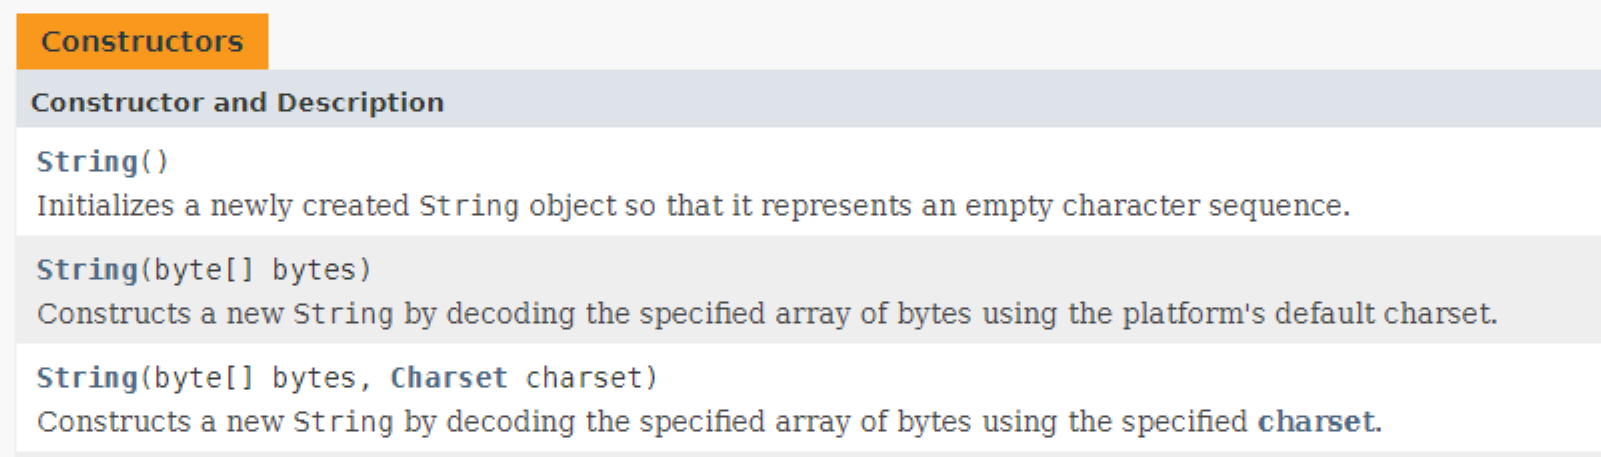 Constructors
Constructor and Description
String()
Initializes a newly created String object so that it represents an empty character sequence.
String(byte[] bytes)
Constructs a new String by decoding the specified array of bytes using the platform's default charset.
String(byte[] bytes, Charset charset)
Constructs a new String by decoding the specified array of bytes using the specified charset.